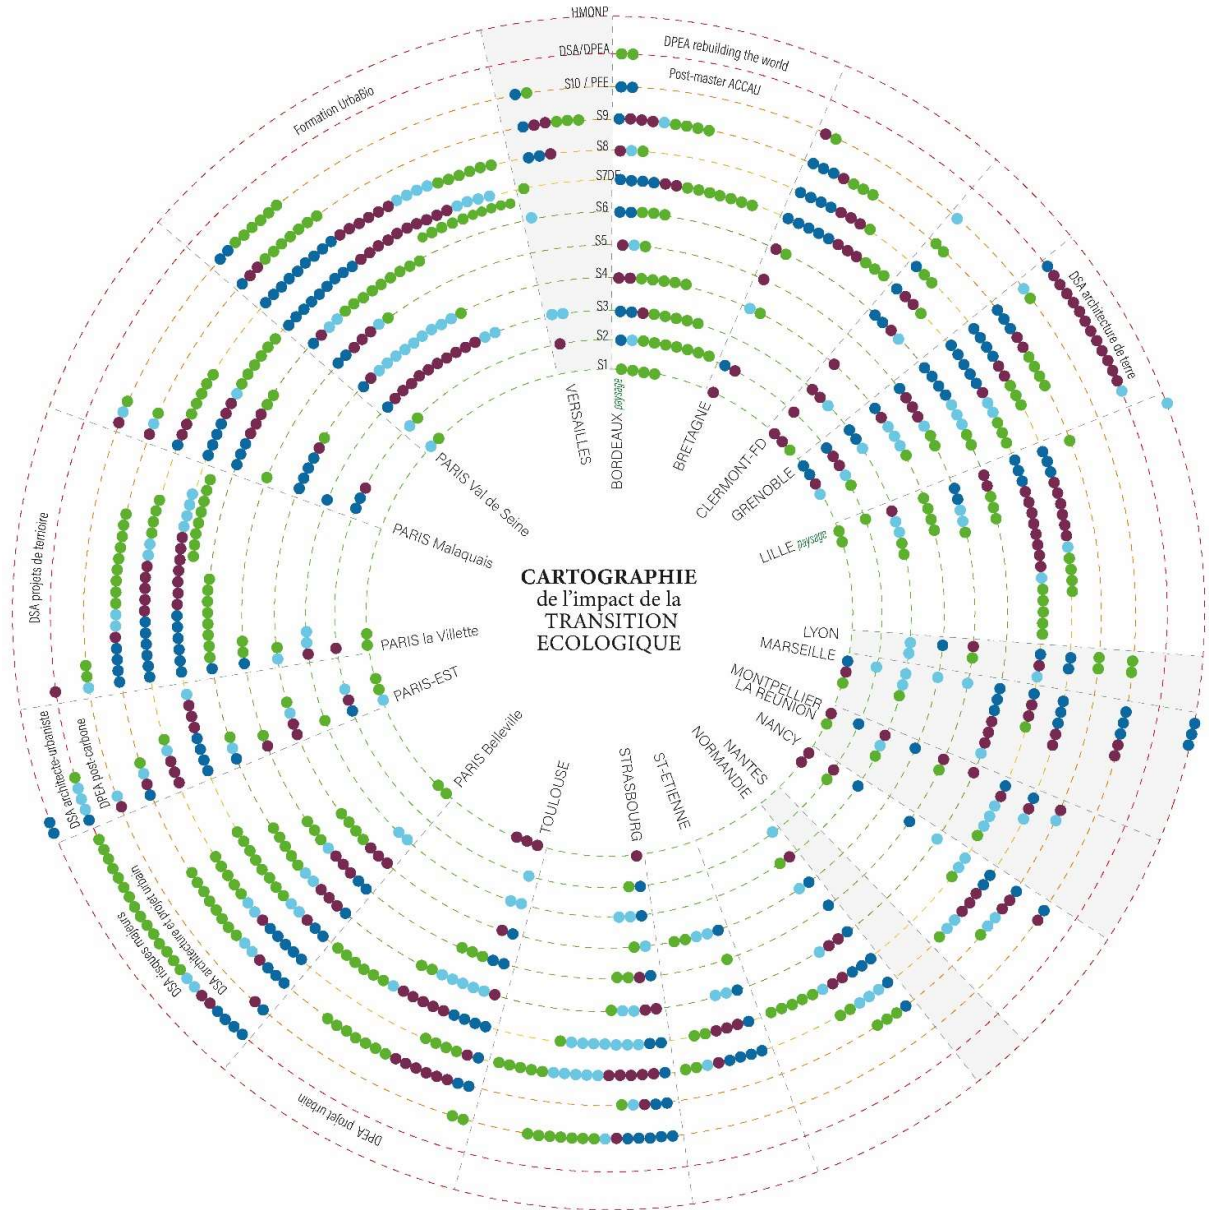 HMONP
DSA/DPEA
S10 / PFE
S9
S8
S7DE
S6
S5
S4
S3
S2
S1
DPEA rebuilding the world
Post-master ACCAU
DSA architecture de terre
Formation UrbaBio
DSA projets de territoire
DSA architecte-urbaniste
DPEA post-carbone
DSA risques majeurs
DSA architecture et projet urbain
DPEA projet urbain
VERSAILLES
BORDEAUX paysage
BRETAGNE
CLERMONT-FD
GRENOBLE
LILLE paysage
LYON
MARSEILLE
MONTPELLIER
LA REUNION
NANCY
NANTES
NORMANDIE
ST-ETIENNE
STRASBOURG
TOULOUSE
PARIS Belleville
PARIS-EST
PARIS la Villette
PARIS Malaquais
PARIS Val de Seine
CARTOGRAPHIE
de l'impact de la
TRANSITION
ECOLOGIQUE